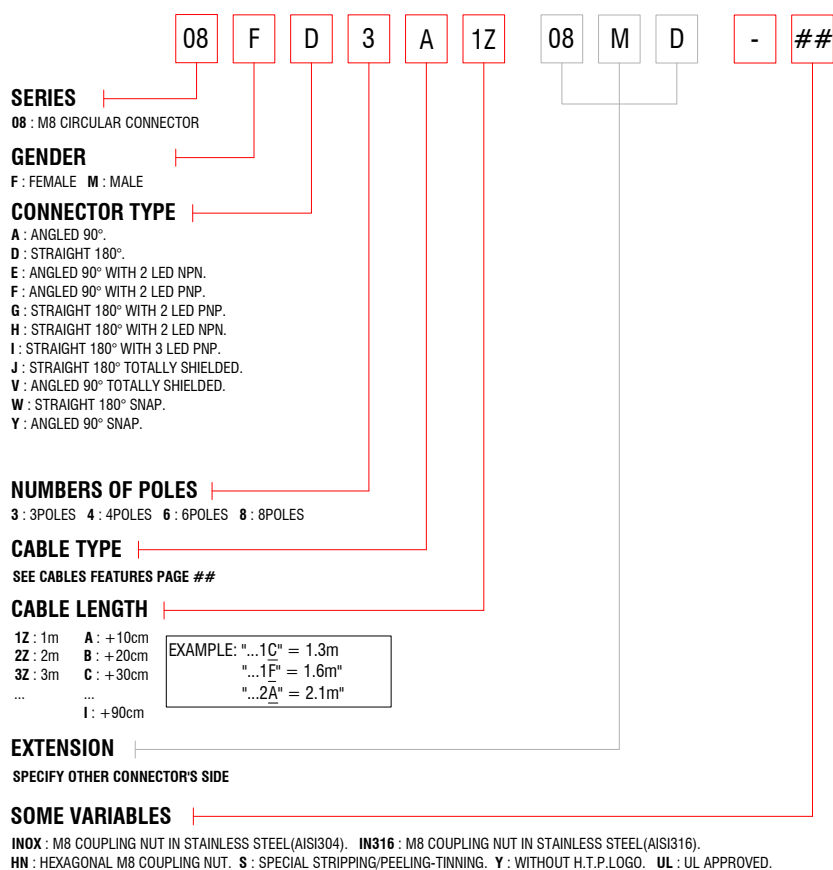 08 F D 3 A 1Z 08 M D - ##
SERIES
08 : M8 CIRCULAR CONNECTOR
GENDER
F : FEMALE M : MALE
CONNECTOR TYPE
A : ANGLED 90°.
D : STRAIGHT 180°.
E : ANGLED 90° WITH 2 LED NPN.
F : ANGLED 90° WITH 2 LED PNP.
G : STRAIGHT 180° WITH 2 LED PNP.
H : STRAIGHT 180° WITH 2 LED NPN.
I : STRAIGHT 180° WITH 3 LED PNP.
J : STRAIGHT 180° TOTALLY SHIELDED.
V : ANGLED 90° TOTALLY SHIELDED.
W : STRAIGHT 180° SNAP.
Y : ANGLED 90° SNAP.
NUMBERS OF POLES
3 : 3POLES 4 : 4POLES 6 : 6POLES 8 : 8POLES
CABLE TYPE
SEE CABLES FEATURES PAGE ##
CABLE LENGTH
1Z : 1m A : +10cm
2Z : 2m B : +20cm
3Z : 3m C : +30cm
... ...
I : +90cm
EXAMPLE: "...1C" = 1.3m
"...1F" = 1.6m"
"...2A" = 2.1m"
EXTENSION
SPECIFY OTHER CONNECTOR'S SIDE
SOME VARIABLES
INOX : M8 COUPLING NUT IN STAINLESS STEEL(AISI304). IN316 : M8 COUPLING NUT IN STAINLESS STEEL(AISI316).
HN : HEXAGONAL M8 COUPLING NUT. S : SPECIAL STRIPPING/PEELING-TINNING. Y : WITHOUT H.T.P.LOGO. UL : UL APPROVED.